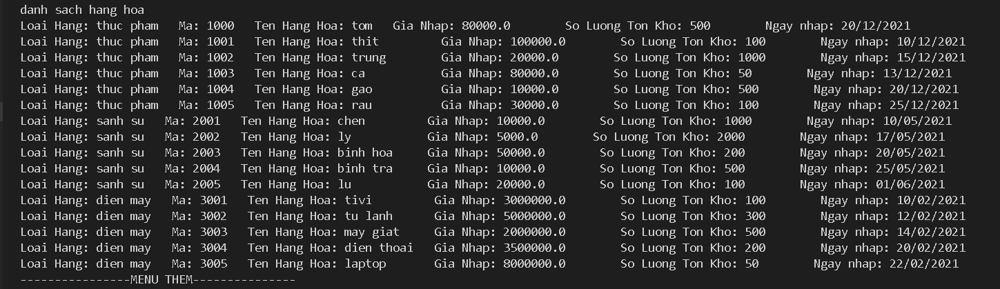 danh sach hang hoa
Loai Hang: thuc pham   Ma: 1000   Ten Hang Hoa: tom   Gia Nhap: 80000.0        So Luong Ton Kho: 500        Ngay nhap: 20/12/2021
Loai Hang: thuc pham   Ma: 1001   Ten Hang Hoa: thit         Gia Nhap: 100000.0        So Luong Ton Kho: 100        Ngay nhap: 10/12/2021
Loai Hang: thuc pham   Ma: 1002   Ten Hang Hoa: trung        Gia Nhap: 20000.0        So Luong Ton Kho: 1000        Ngay nhap: 15/12/2021
Loai Hang: thuc pham   Ma: 1003   Ten Hang Hoa: ca           Gia Nhap: 80000.0        So Luong Ton Kho: 50        Ngay nhap: 13/12/2021
Loai Hang: thuc pham   Ma: 1004   Ten Hang Hoa: gao          Gia Nhap: 10000.0        So Luong Ton Kho: 500        Ngay nhap: 20/12/2021
Loai Hang: thuc pham   Ma: 1005   Ten Hang Hoa: rau          Gia Nhap: 30000.0        So Luong Ton Kho: 100        Ngay nhap: 25/12/2021
Loai Hang: sanh su   Ma: 2001   Ten Hang Hoa: chen         Gia Nhap: 10000.0        So Luong Ton Kho: 1000        Ngay nhap: 10/05/2021
Loai Hang: sanh su   Ma: 2002   Ten Hang Hoa: ly           Gia Nhap: 5000.0        So Luong Ton Kho: 2000        Ngay nhap: 17/05/2021
Loai Hang: sanh su   Ma: 2003   Ten Hang Hoa: binh hoa     Gia Nhap: 50000.0        So Luong Ton Kho: 200        Ngay nhap: 20/05/2021
Loai Hang: sanh su   Ma: 2004   Ten Hang Hoa: binh tra     Gia Nhap: 10000.0        So Luong Ton Kho: 500        Ngay nhap: 25/05/2021
Loai Hang: sanh su   Ma: 2005   Ten Hang Hoa: lu           Gia Nhap: 20000.0        So Luong Ton Kho: 100        Ngay nhap: 01/06/2021
Loai Hang: dien may   Ma: 3001   Ten Hang Hoa: tivi         Gia Nhap: 3000000.0        So Luong Ton Kho: 100        Ngay nhap: 10/02/2021
Loai Hang: dien may   Ma: 3002   Ten Hang Hoa: tu lanh      Gia Nhap: 5000000.0        So Luong Ton Kho: 300        Ngay nhap: 12/02/2021
Loai Hang: dien may   Ma: 3003   Ten Hang Hoa: may giat     Gia Nhap: 2000000.0        So Luong Ton Kho: 500        Ngay nhap: 14/02/2021
Loai Hang: dien may   Ma: 3004   Ten Hang Hoa: dien thoai   Gia Nhap: 3500000.0        So Luong Ton Kho: 200        Ngay nhap: 20/02/2021
Loai Hang: dien may   Ma: 3005   Ten Hang Hoa: laptop       Gia Nhap: 8000000.0        So Luong Ton Kho: 50        Ngay nhap: 22/02/2021
----------------MENU THEM---------------